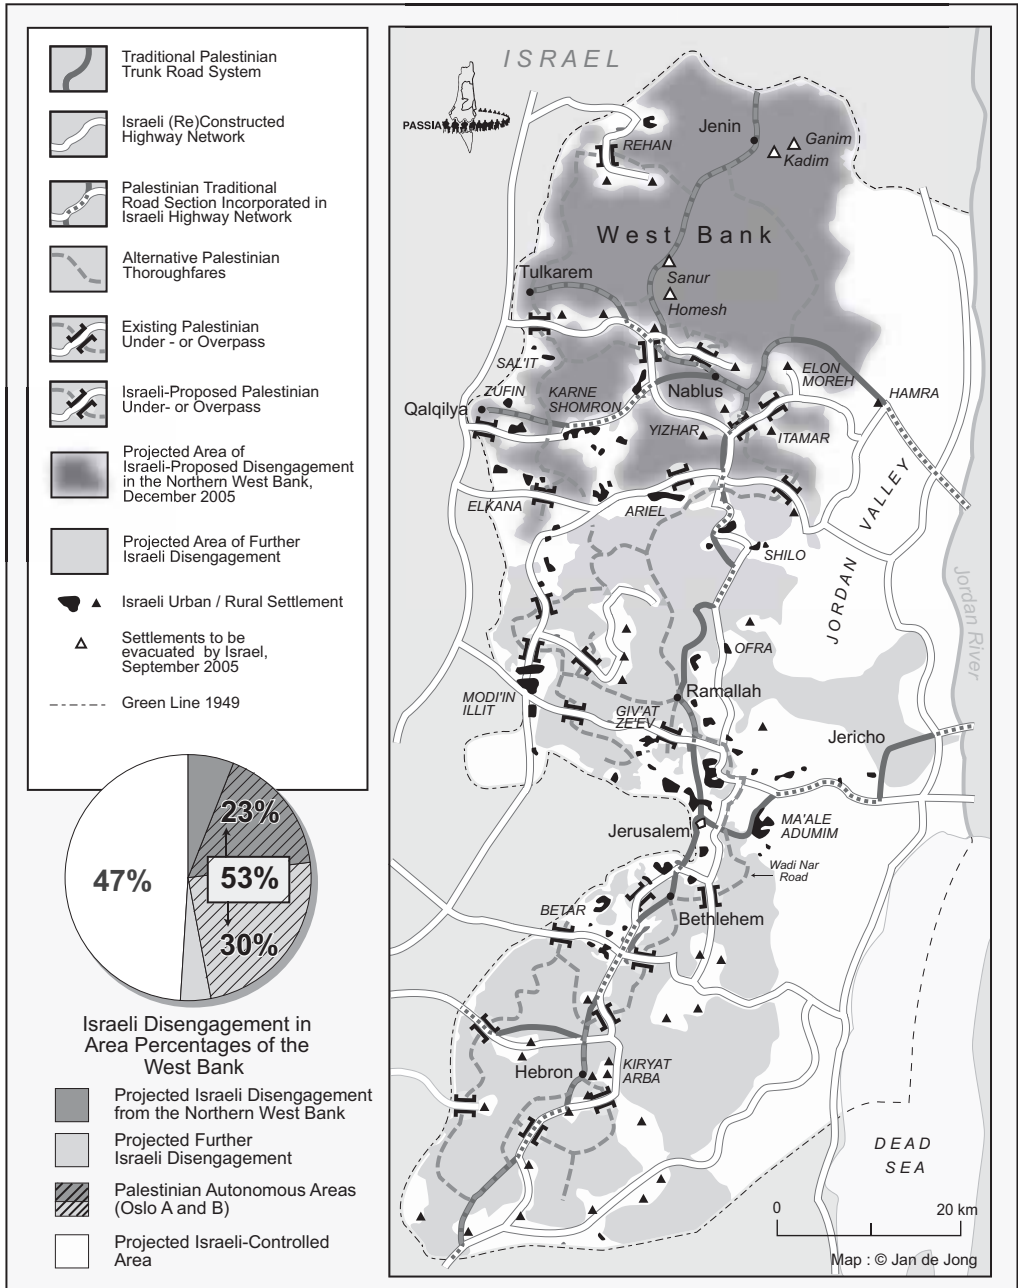 Traditional Palestinian
Trunk Road System
Israeli (Re)Constructed
Highway Network
Palestinian Traditional
Road Section Incorporated in
Israeli Highway Network
Alternative Palestinian
Thoroughfares
Existing Palestinian
Under - or Overpass
Israeli-Proposed Palestinian
Under- or Overpass
Projected Area of
Israeli-Proposed Disengagement
in the Northern West Bank,
December 2005
Projected Area of Further
Israeli Disengagement
Israeli Urban / Rural Settlement
Settlements to be
evacuated by Israel,
September 2005
Green Line 1949
23%
47%
53%
30%
Israeli Disengagement in
Area Percentages of the
West Bank
Projected Israeli Disengagement
from the Northern West Bank
Projected Further
Israeli Disengagement
Palestinian Autonomous Areas
(Oslo A and B)
Projected Israeli-Controlled
Area
ISRAEL
PASSIA
REHAN
Jenin
Ganim
Kadim
West Bank
Tulkarem
Sanur
Homesh
SAL'IT
ZUFIN
KARNE
SHOMRON
Nablus
ELON
MOREH
HAMRA
Qalqilya
YIZHAR
ITAMAR
ELKANA
ARIEL
SHILO
JORDAN VALLEY
Jordan River
OFRA
MODI'IN
ILLIT
Ramallah
GIV'AT
ZE'EV
Jericho
Jerusalem
MA'ALE
ADUMIM
Wadi Nar
Road
BETAR
Bethlehem
Hebron
KIRYAT
ARBA
DEAD
SEA
0 20 km
Map : © Jan de Jong